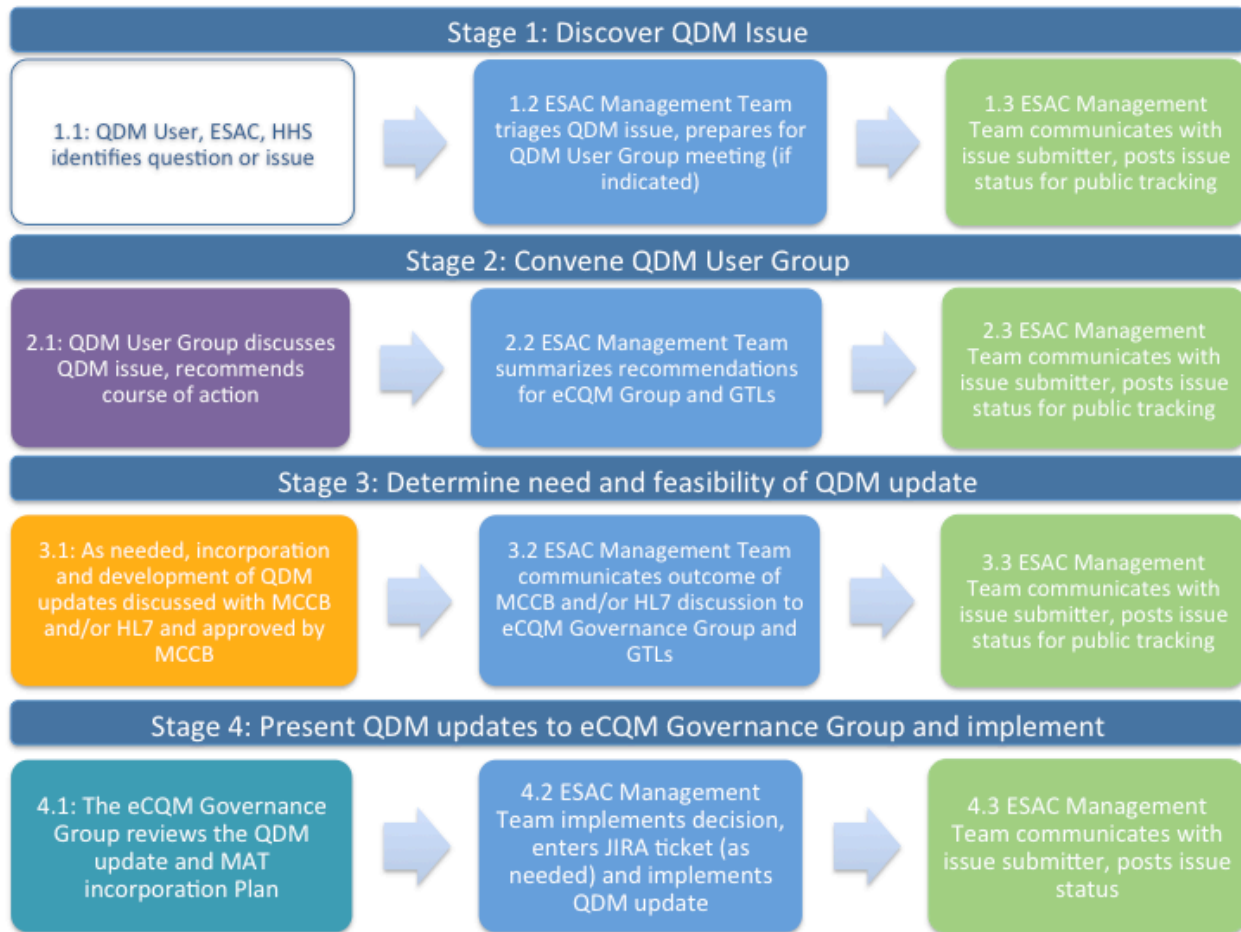 Stage 1: Discover QDM Issue
1.1: QDM User, ESAC, HHS
identifies question or issue
1.2 ESAC Management Team
triages QDM issue, prepares for
QDM User Group meeting (if
indicated)
1.3 ESAC Management
Team communicates with
issue submitter, posts issue
status for public tracking
Stage 2: Convene QDM User Group
2.1: QDM User Group discusses
QDM issue, recommends
course of action
2.2 ESAC Management Team
summarizes recommendations
for eCQM Group and GTLs
2.3 ESAC Management
Team communicates with
issue submitter, posts issue
status for public tracking
Stage 3: Determine need and feasibility of QDM update
3.1: As needed, incorporation
and development of QDM
updates discussed with MCCB
and/or HL7 and approved by
MCCB
3.2 ESAC Management Team
communicates outcome of
MCCB and/or HL7 discussion to
eCQM Governance Group and
GTLs
3.3 ESAC Management
Team communicates with
issue submitter, posts issue
status for public tracking
Stage 4: Present QDM updates to eCQM Governance Group and implement
4.1: The eCQM Governance
Group reviews the QDM
update and MAT
incorporation Plan
4.2 ESAC Management
Team implements decision,
enters JIRA ticket (as
needed) and implements
QDM update
4.3 ESAC Management
Team communicates with
issue submitter, posts issue
status